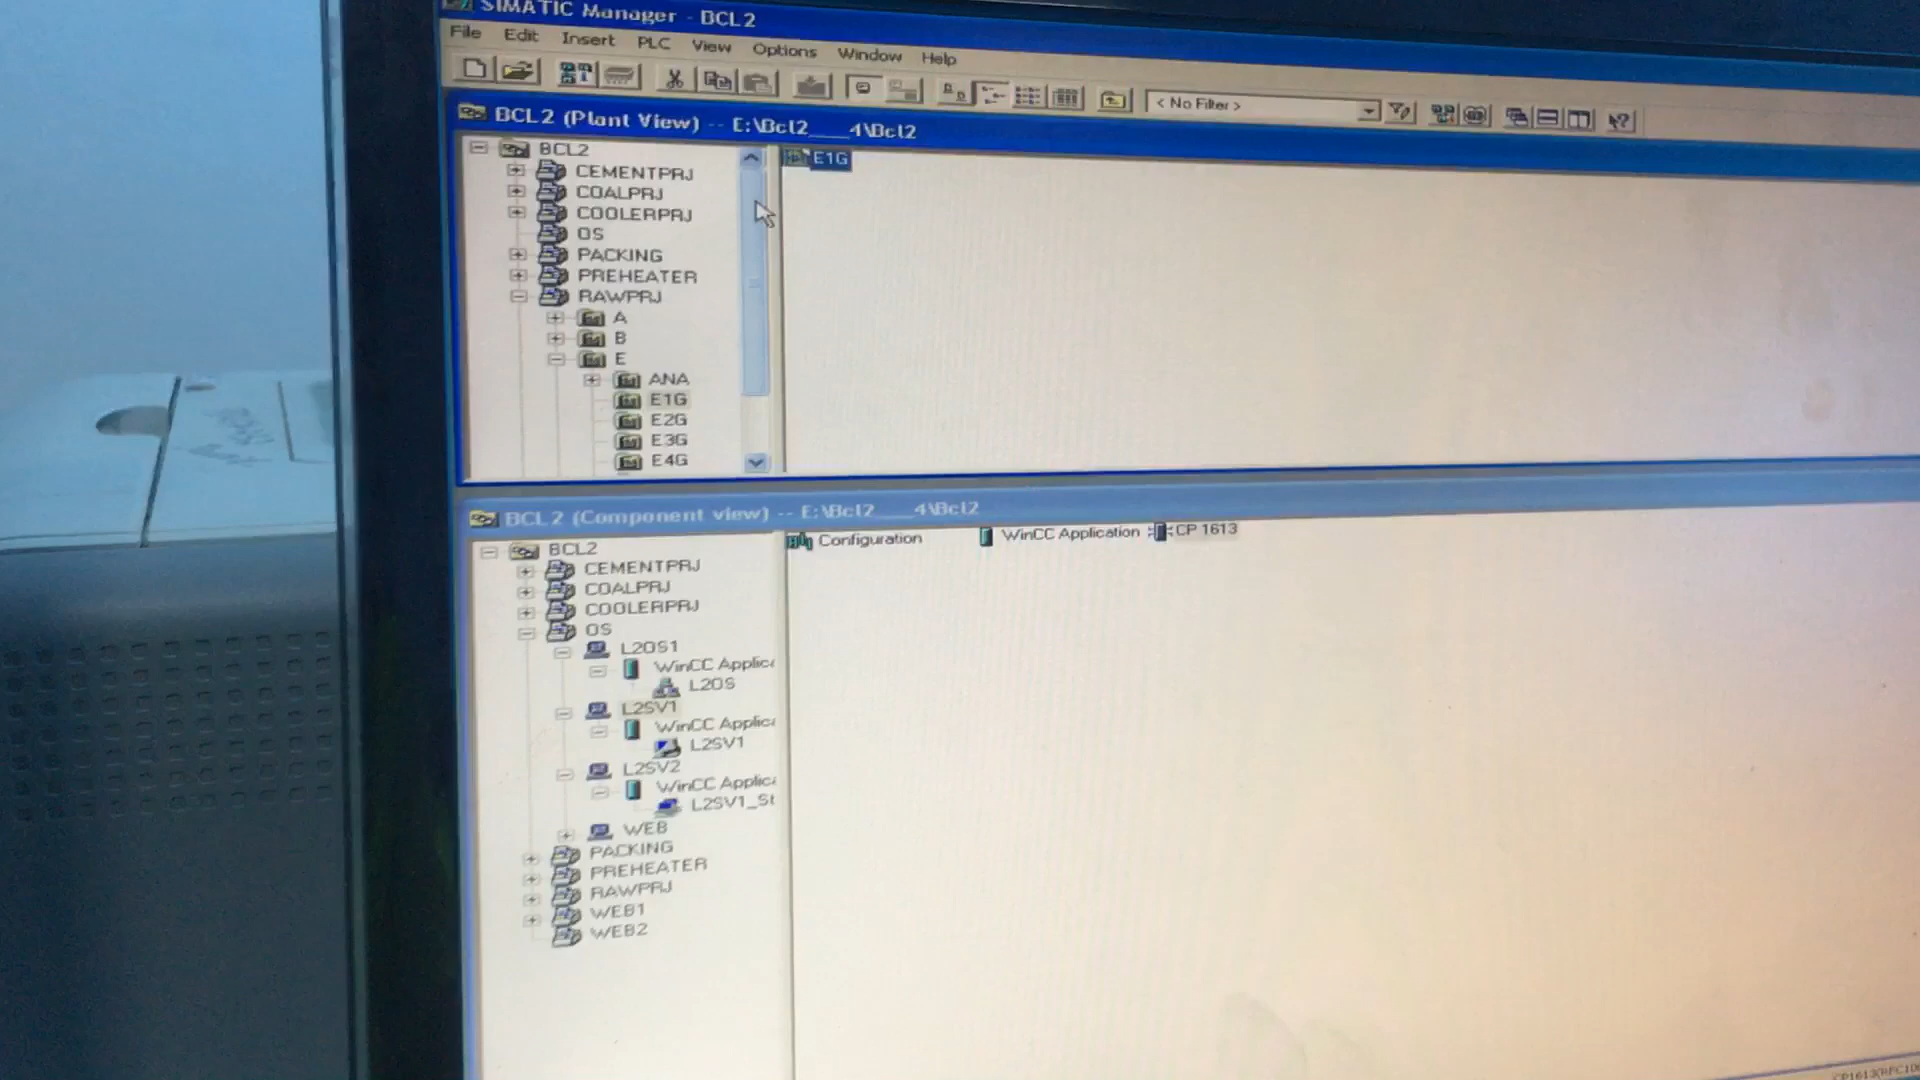 SIMATIC Manager - BCL2
File Edit Insert PLC View Options Window Help
< No Filter >
BCL2 (Plant View) -- E:\Bcl2___4\Bcl2
BCL2
CEMENTPRJ
COALPRJ
COOLERPRJ
OS
PACKING
PREHEATER
RAWPRJ
A
B
E
ANA
E1G
E2G
E3G
E4G
E1G
BCL2 (Component view) -- E:\Bcl2___4\Bcl2
BCL2
CEMENTPRJ
COALPRJ
COOLERPRJ
OS
L2OS1
WinCC Applica
L2OS
L2SV1
WinCC Applica
L2SV1
L2SV2
WinCC Applica
L2SV1_St
WEB
PACKING
PREHEATER
RAWPRJ
WEB1
WEB2
Configuration WinCC Application CP 1613